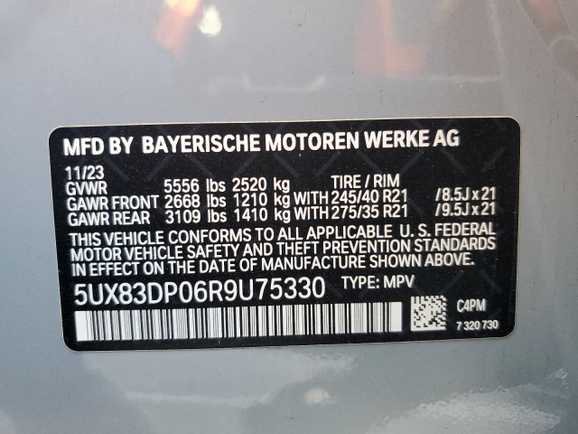 MFD BY BAYERISCHE MOTOREN WERKE AG
11/23
GVWR 5556 lbs 2520 kg TIRE / RIM
GAWR FRONT 2668 lbs 1210 kg WITH 245/40 R21 /8.5J x 21
GAWR REAR 3109 lbs 1410 kg WITH 275/35 R21 /9.5J x 21
THIS VEHICLE CONFORMS TO ALL APPLICABLE U. S. FEDERAL
MOTOR VEHICLE SAFETY AND THEFT PREVENTION STANDARDS
IN EFFECT ON THE DATE OF MANUFACTURE SHOWN ABOVE.
5UX83DP06R9U75330 TYPE: MPV
C4PM
7 320 730